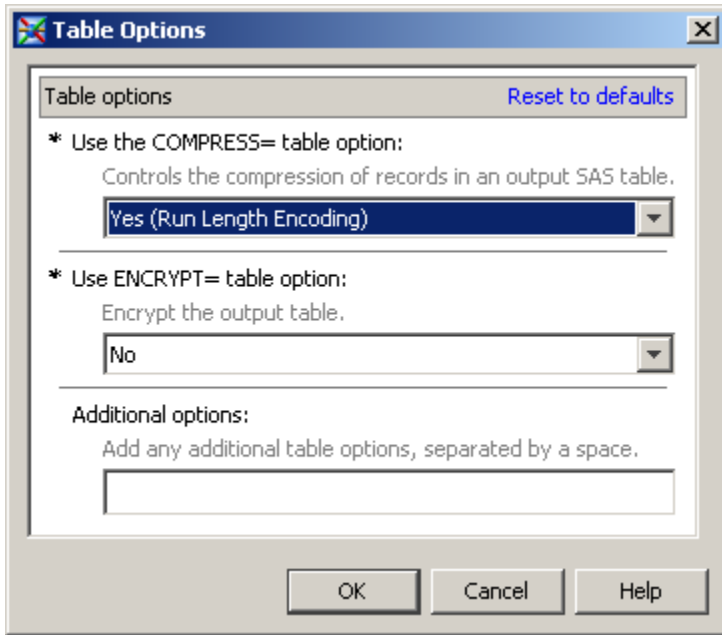 Table Options
Table options Reset to defaults
* Use the COMPRESS= table option:
Controls the compression of records in an output SAS table.
Yes (Run Length Encoding)
* Use ENCRYPT= table option:
Encrypt the output table.
No
Additional options:
Add any additional table options, separated by a space.
OK Cancel Help